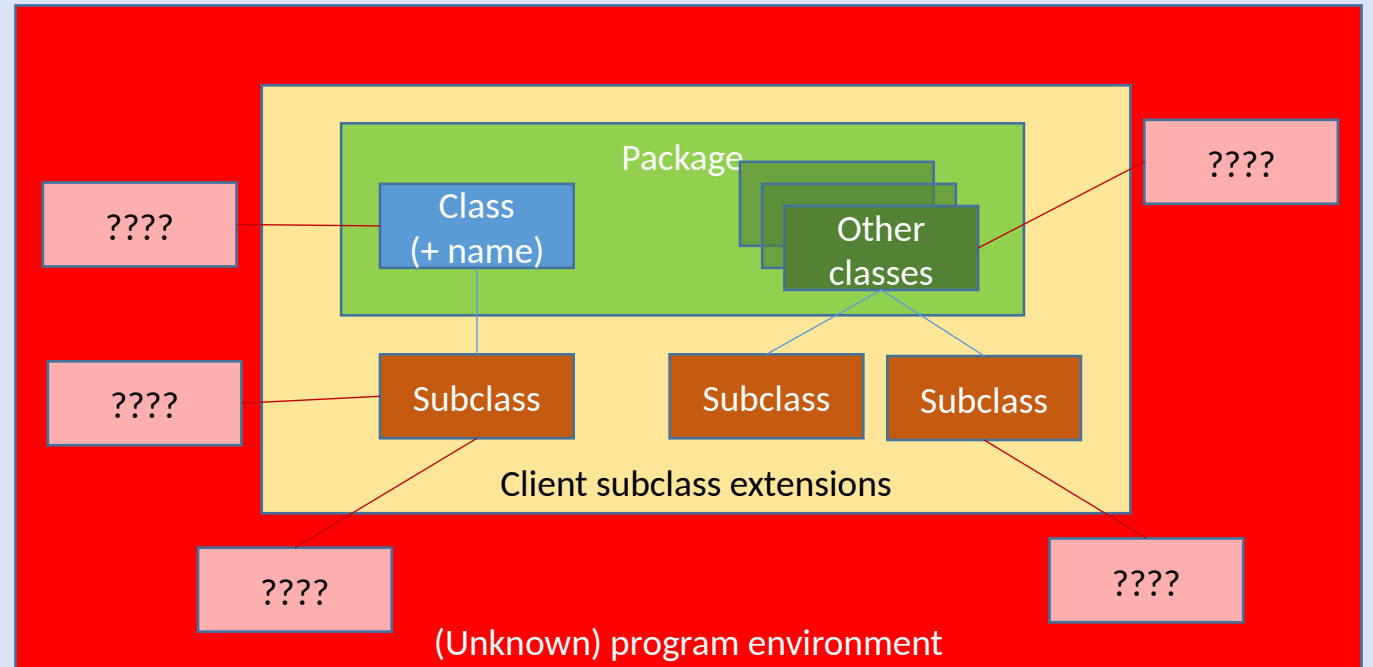 Package
????
Class
(+ name)
Other
classes
????
????
Subclass
Subclass
Subclass
Client subclass extensions
????
????
(Unknown) program environment